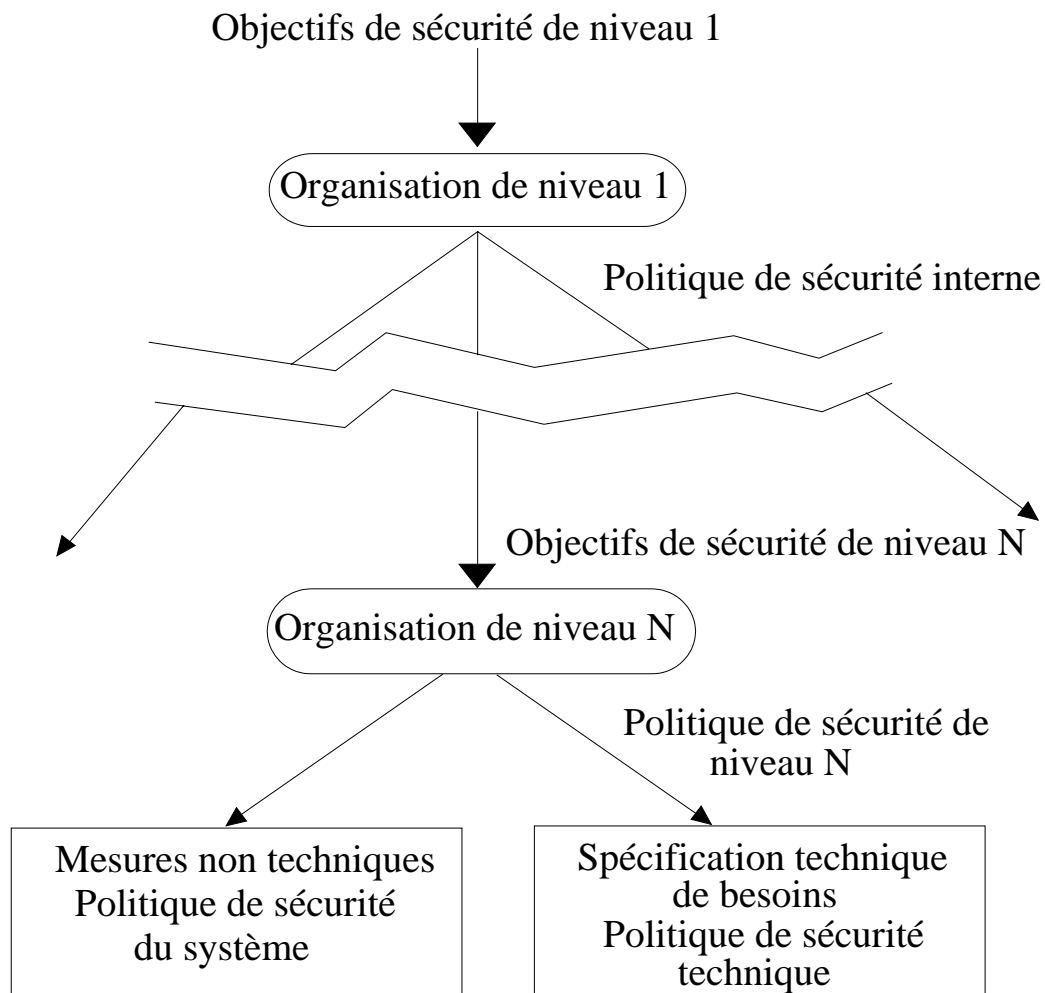 Objectifs de sécurité de niveau 1
Organisation de niveau 1
Politique de sécurité interne
Objectifs de sécurité de niveau N
Organisation de niveau N
Politique de sécurité de
niveau N
Mesures non techniques
Politique de sécurité
du système
Spécification technique
de besoins
Politique de sécurité
technique